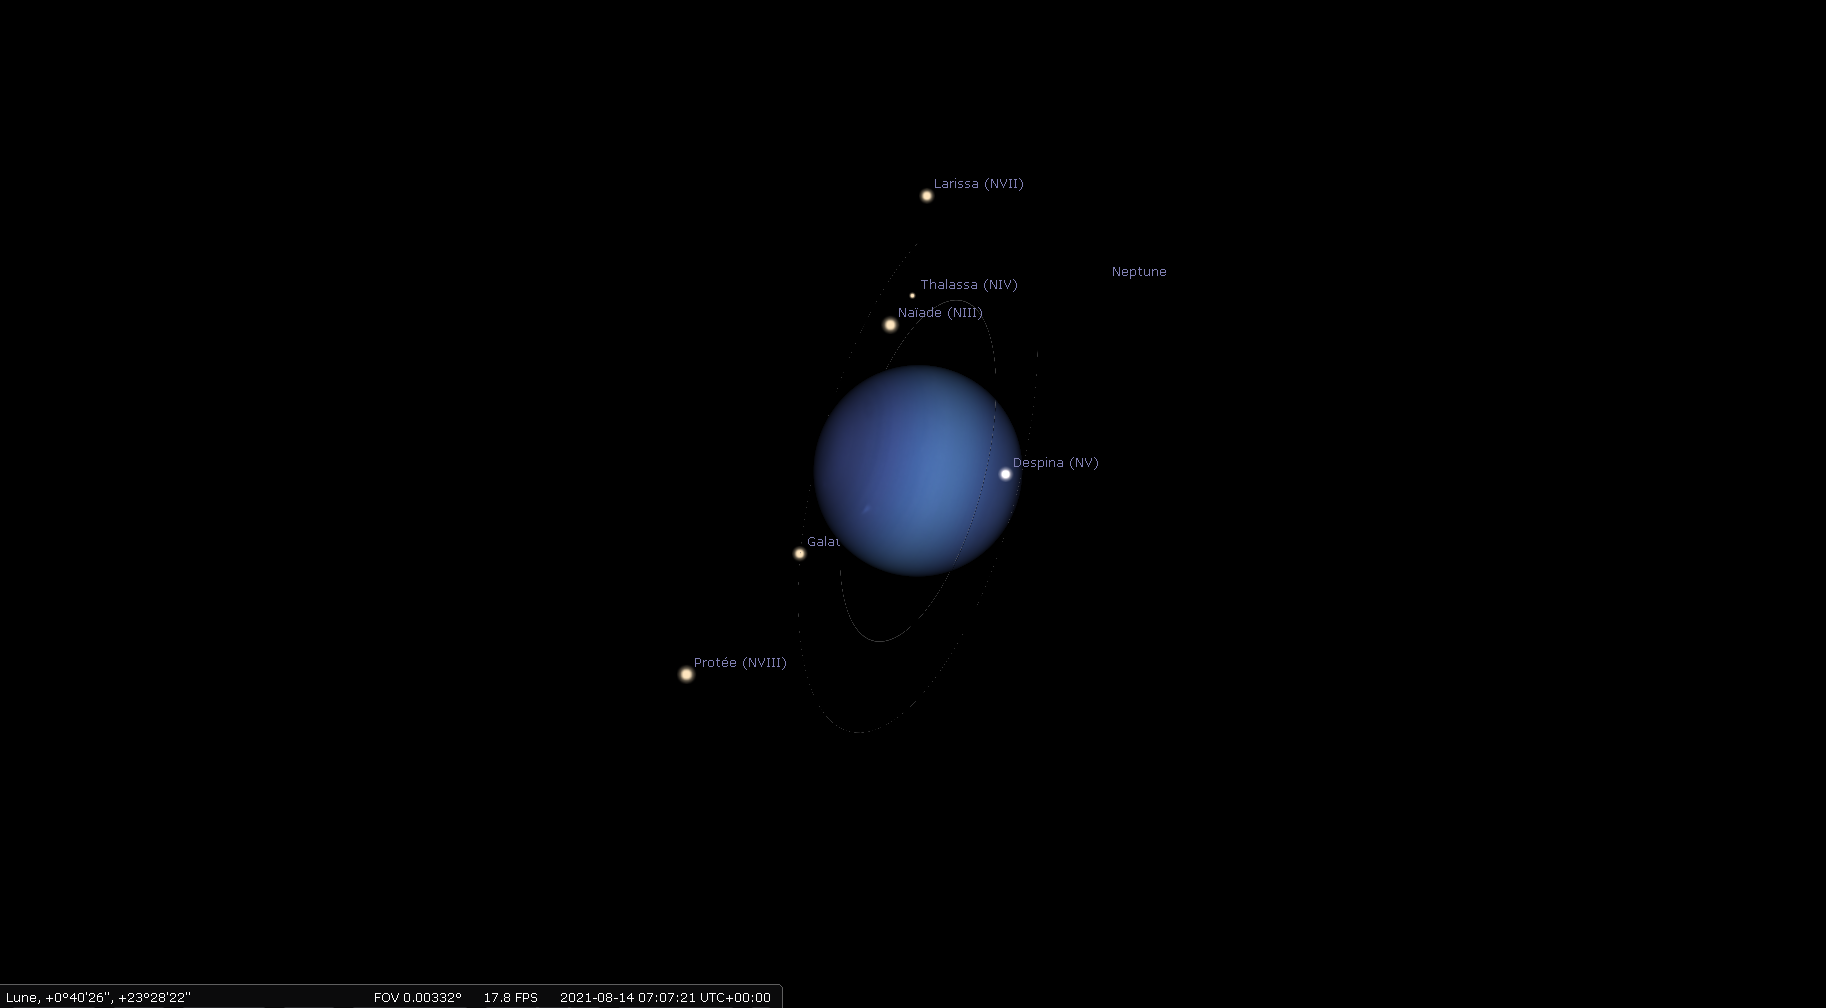 Larissa (NVII)
Neptune
Thalassa (NIV)
Naïade (NIII)
Despina (NV)
Galat
Protée (NVIII)
Lune, +0°40'26", +23°28'22" FOV 0.00332° 17.8 FPS 2021-08-14 07:07:21 UTC+00:00